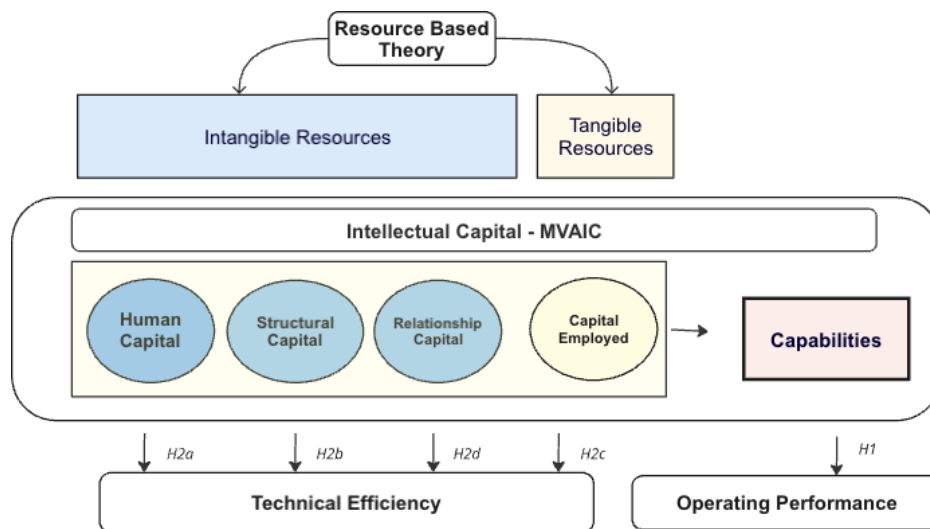 Resource Based
Theory
Intangible Resources
Tangible
Resources
Intellectual Capital - MVAIC
Human
Capital
Structural
Capital
Relationship
Capital
Capital
Employed
Capabilities
H2a
H2b
H2d
H2c
H1
Technical Efficiency
Operating Performance